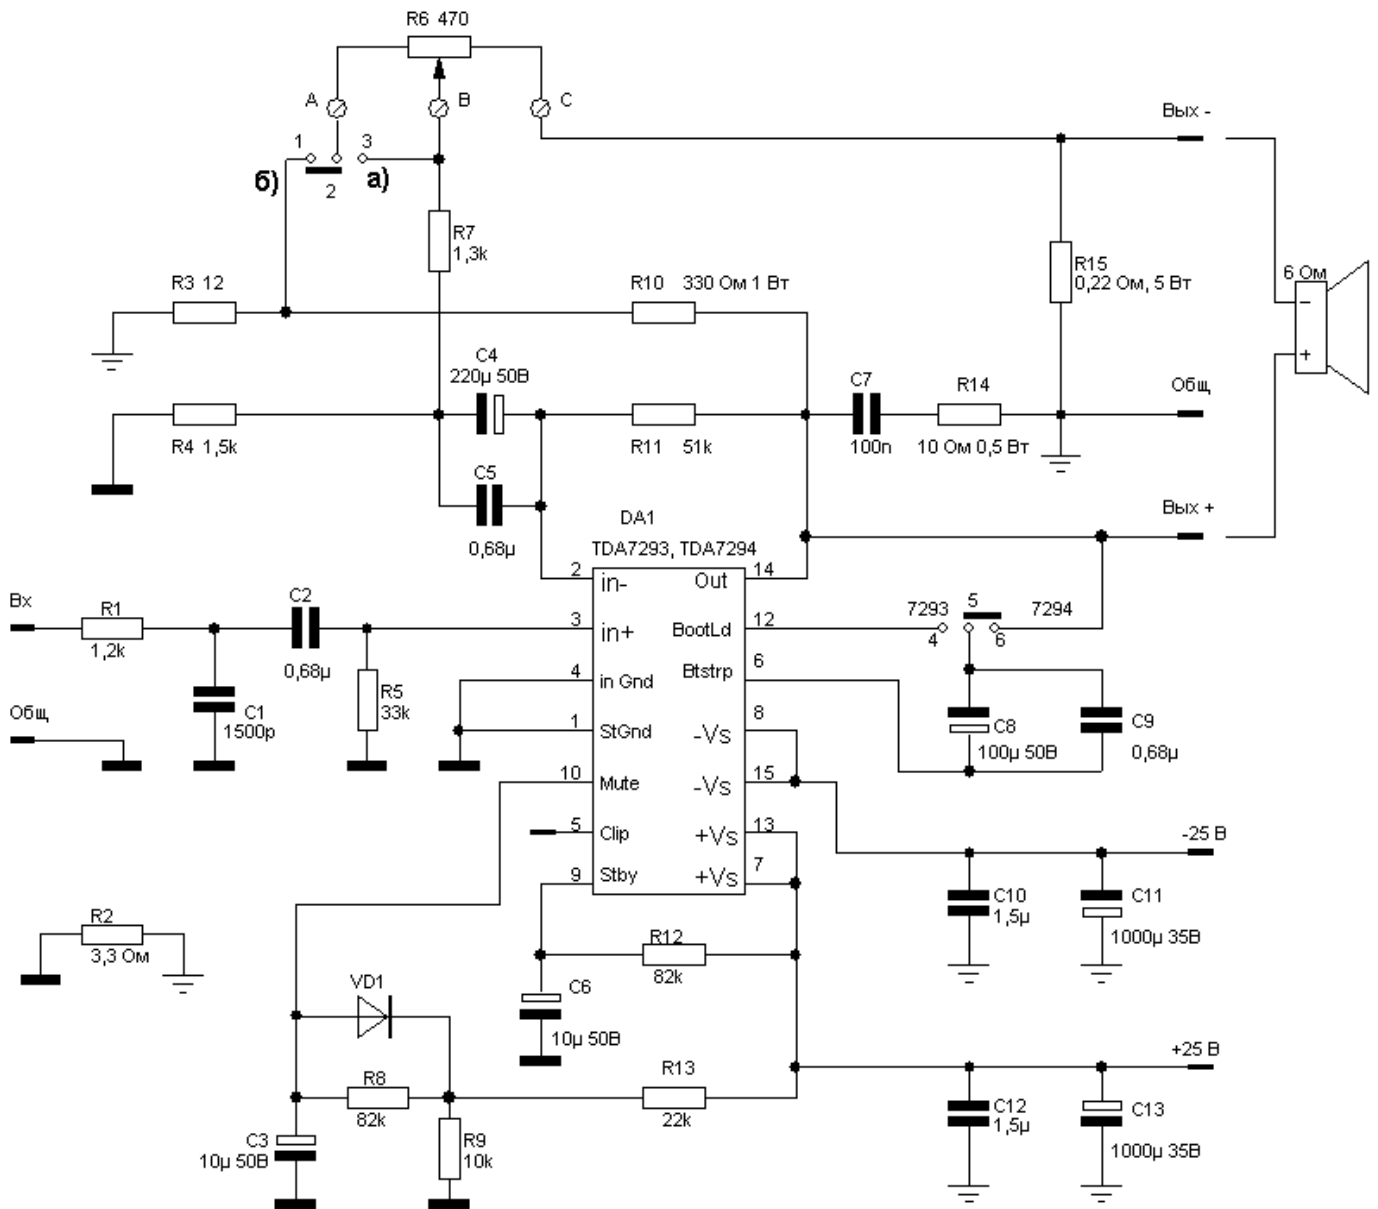 R6 470
A
B
C
Вых -
1
3
б)
а)
2
R7
1,3k
R15
0,22 Ом, 5 Вт
6 Ом
−
+
R3 12
R10 330 Ом 1 Вт
C4
220µ 50В
C7
R14
Общ
R4 1,5k
R11 51k
100n
10 Ом 0,5 Вт
C5
0,68µ
Вых +
DA1
TDA7293, TDA7294
2
in-
Out
14
Вх
R1
1,2k
C2
0,68µ
3
in+
BootLd
12
7293
5
7294
4
6
4
in Gnd
Btstrp
6
R5
33k
Общ
C1
1500p
1
StGnd
-Vs
8
C8
100µ 50В
C9
0,68µ
10
Mute
-Vs
15
5
Clip
+Vs
13
-25 В
9
Stby
+Vs
7
C10
1,5µ
C11
1000µ 35В
R2
3,3 Ом
R12
82k
VD1
C6
10µ 50В
+25 В
R8
82k
R13
22k
C12
1,5µ
C13
1000µ 35В
C3
10µ 50В
R9
10k